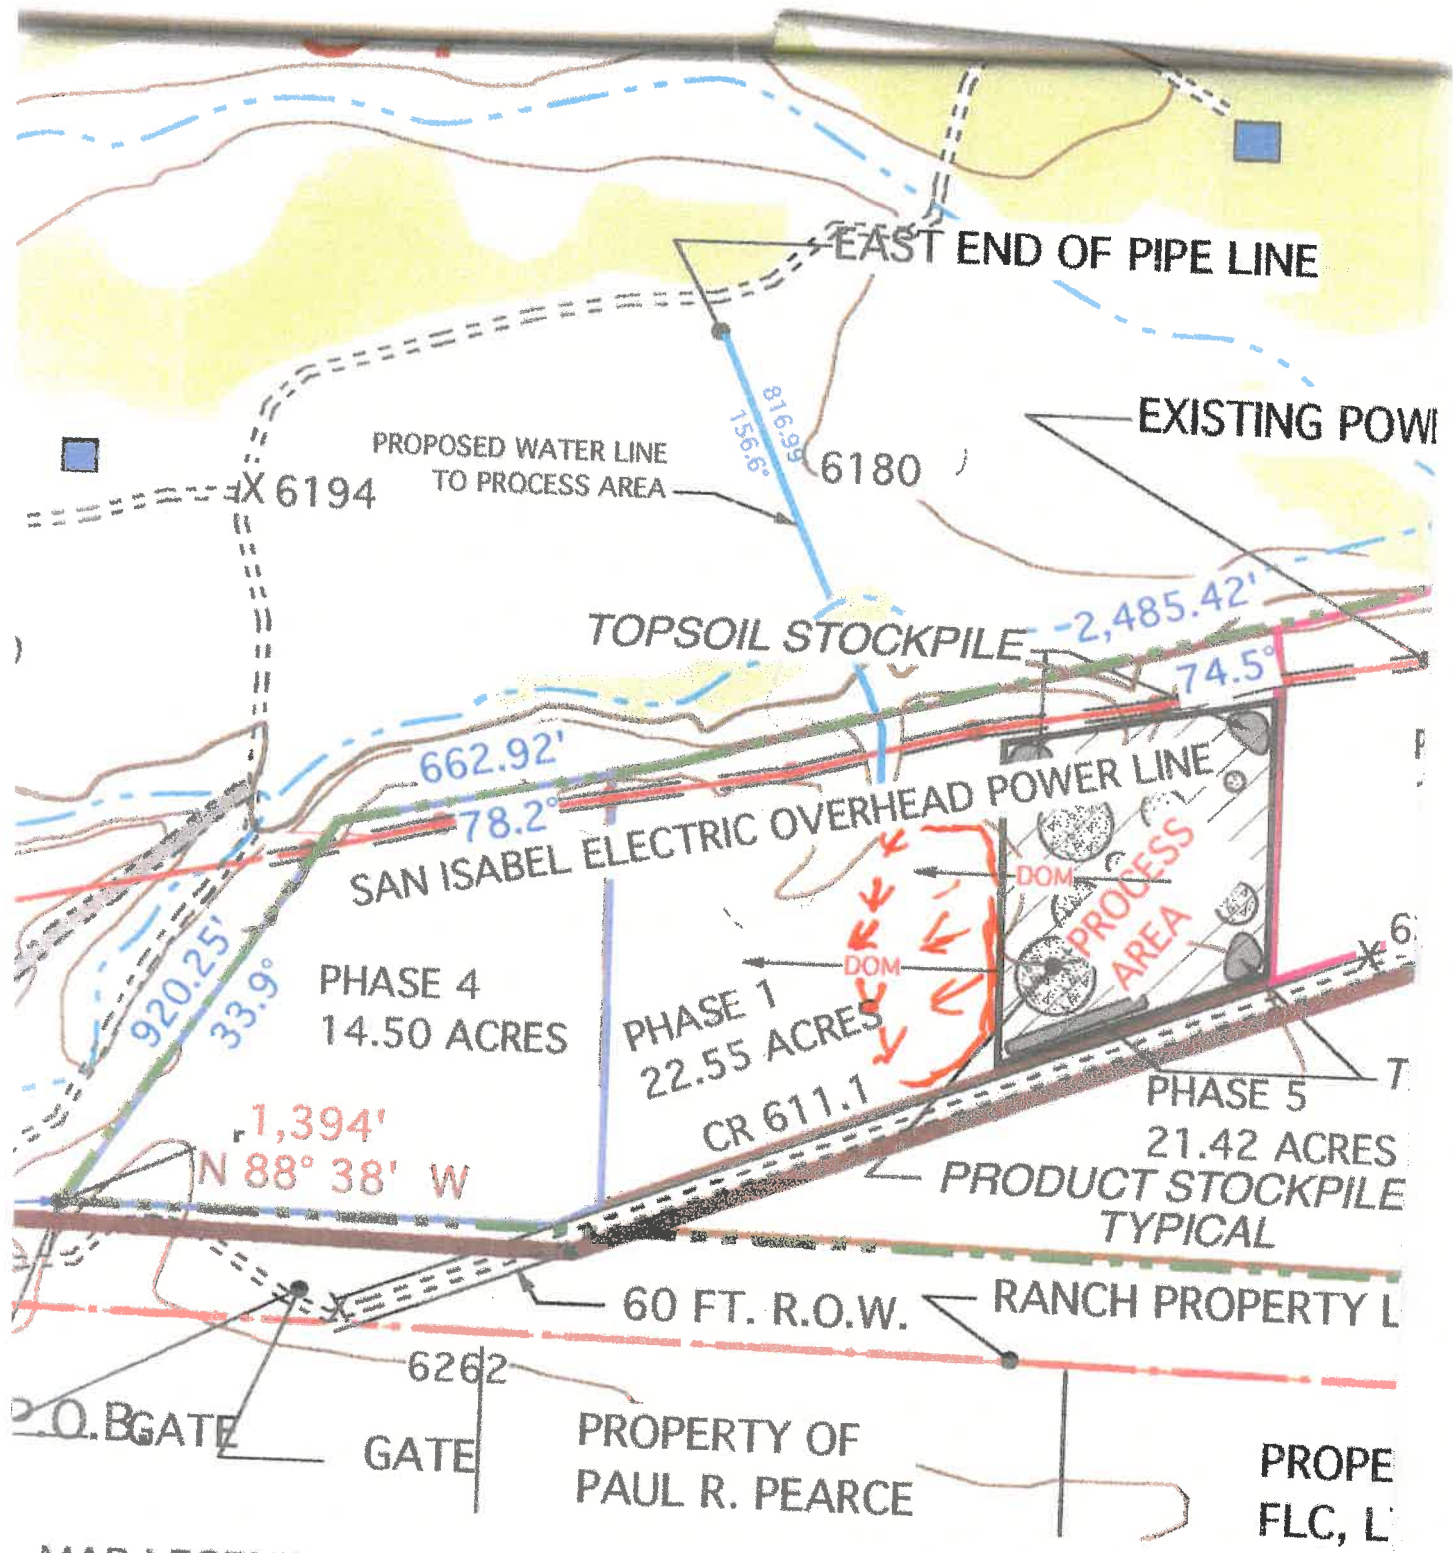 EAST END OF PIPE LINE
816.99
156.6°
EXISTING
PROPOSED WATER LINE
TO PROCESS AREA
6180
X 6194
TOPSOIL STOCKPILE
2,485.42'
74.5°
662.92'
78.2°
SAN ISABEL ELECTRIC OVERHEAD POWER LINE
DOM
PROCESS
AREA
DOM
920.25'
33.9°
PHASE 4
14.50 ACRES
PHASE 1
22.55 ACRES
CR 611.1
PHASE 5
21.42 ACRES
1,394'
N 88° 38' W
PRODUCT STOCKPILE
TYPICAL
60 FT. R.O.W.
RANCH PROPERTY
6262
P.O.B.
GATE
GATE
PROPERTY OF
PAUL R. PEARCE
FLC,